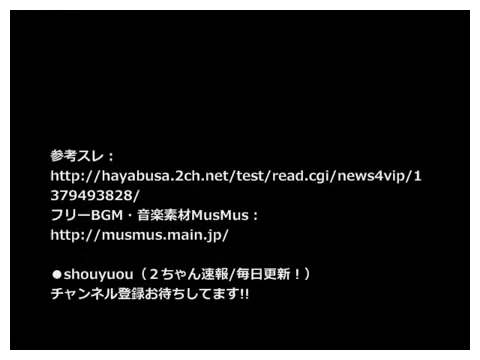 参考スレ：
http://hayabusa.2ch.net/test/read.cgi/news4vip/1
379493828/
フリーBGM・音楽素材MusMus：
http://musmus.main.jp/
●shouyuou（２ちゃん速報/毎日更新！）
チャンネル登録お待ちしてます!!